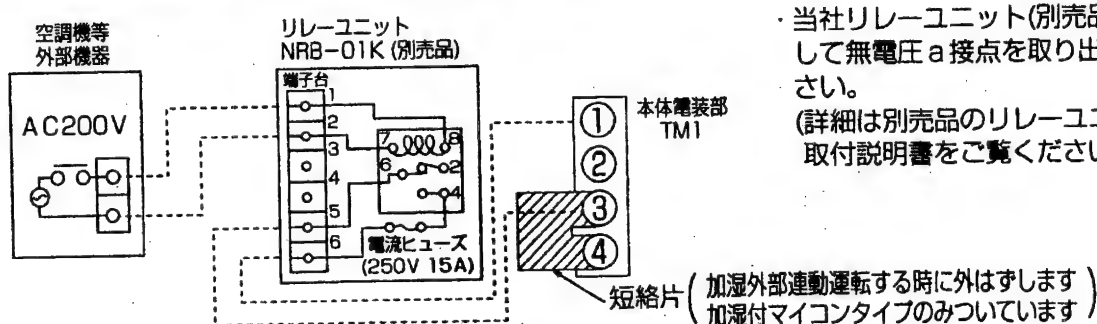 空調機等
外部機器
AC200V
リレーユニット
NRB-01K (別売品)
端子台
1
2
3
4
5
6
7
8
6
2
4
電流ヒューズ
(250V 15A)
本体電装部
TM1
①
②
③
④
短絡片
加湿外部連動運転する時に外はずします
加湿付マイコンタイプのみついています
・当社リレーユニット(別売品
して無電圧a接点を取り出
さい。
(詳細は別売品のリレーユニ
取付説明書をご覧ください